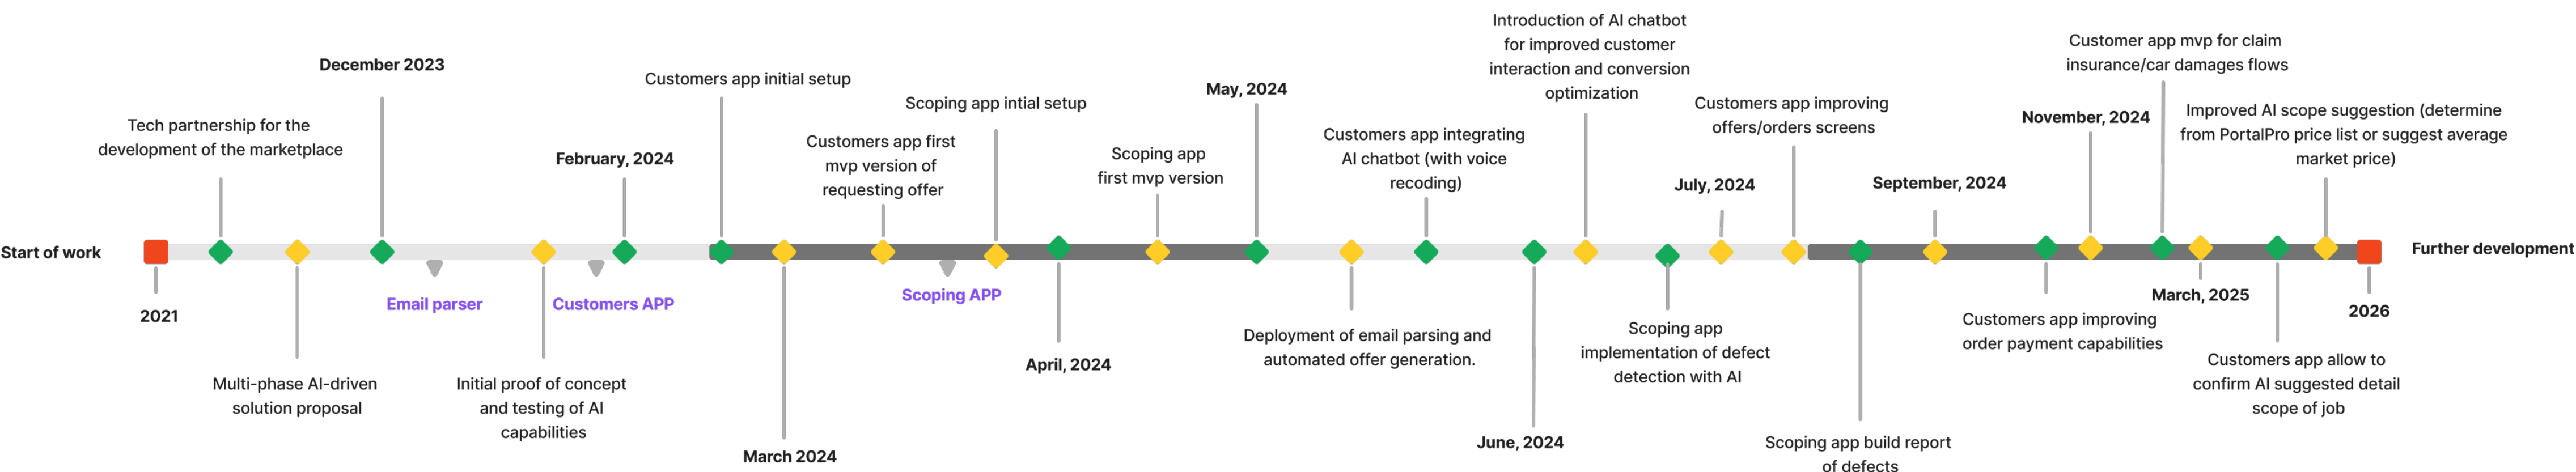 Start of work
2021
Tech partnership for the
development of the marketplace
Multi-phase AI-driven
solution proposal
December 2023
Email parser
Initial proof of concept
and testing of AI
capabilities
Customers APP
February, 2024
Customers app initial setup
March 2024
Customers app first
mvp version of
requesting offer
Scoping APP
Scoping app intial setup
April, 2024
Scoping app
first mvp version
May, 2024
Deployment of email parsing and
automated offer generation.
Customers app integrating
AI chatbot (with voice
recoding)
June, 2024
Introduction of AI chatbot
for improved customer
interaction and conversion
optimization
Scoping app
implementation of defect
detection with AI
July, 2024
Customers app improving
offers/orders screens
Scoping app build report
of defects
September, 2024
Customers app improving
order payment capabilities
November, 2024
Customer app mvp for claim
insurance/car damages flows
March, 2025
Customers app allow to
confirm AI suggested detail
scope of job
Improved AI scope suggestion (determine
from PortalPro price list or suggest average
market price)
2026
Further development